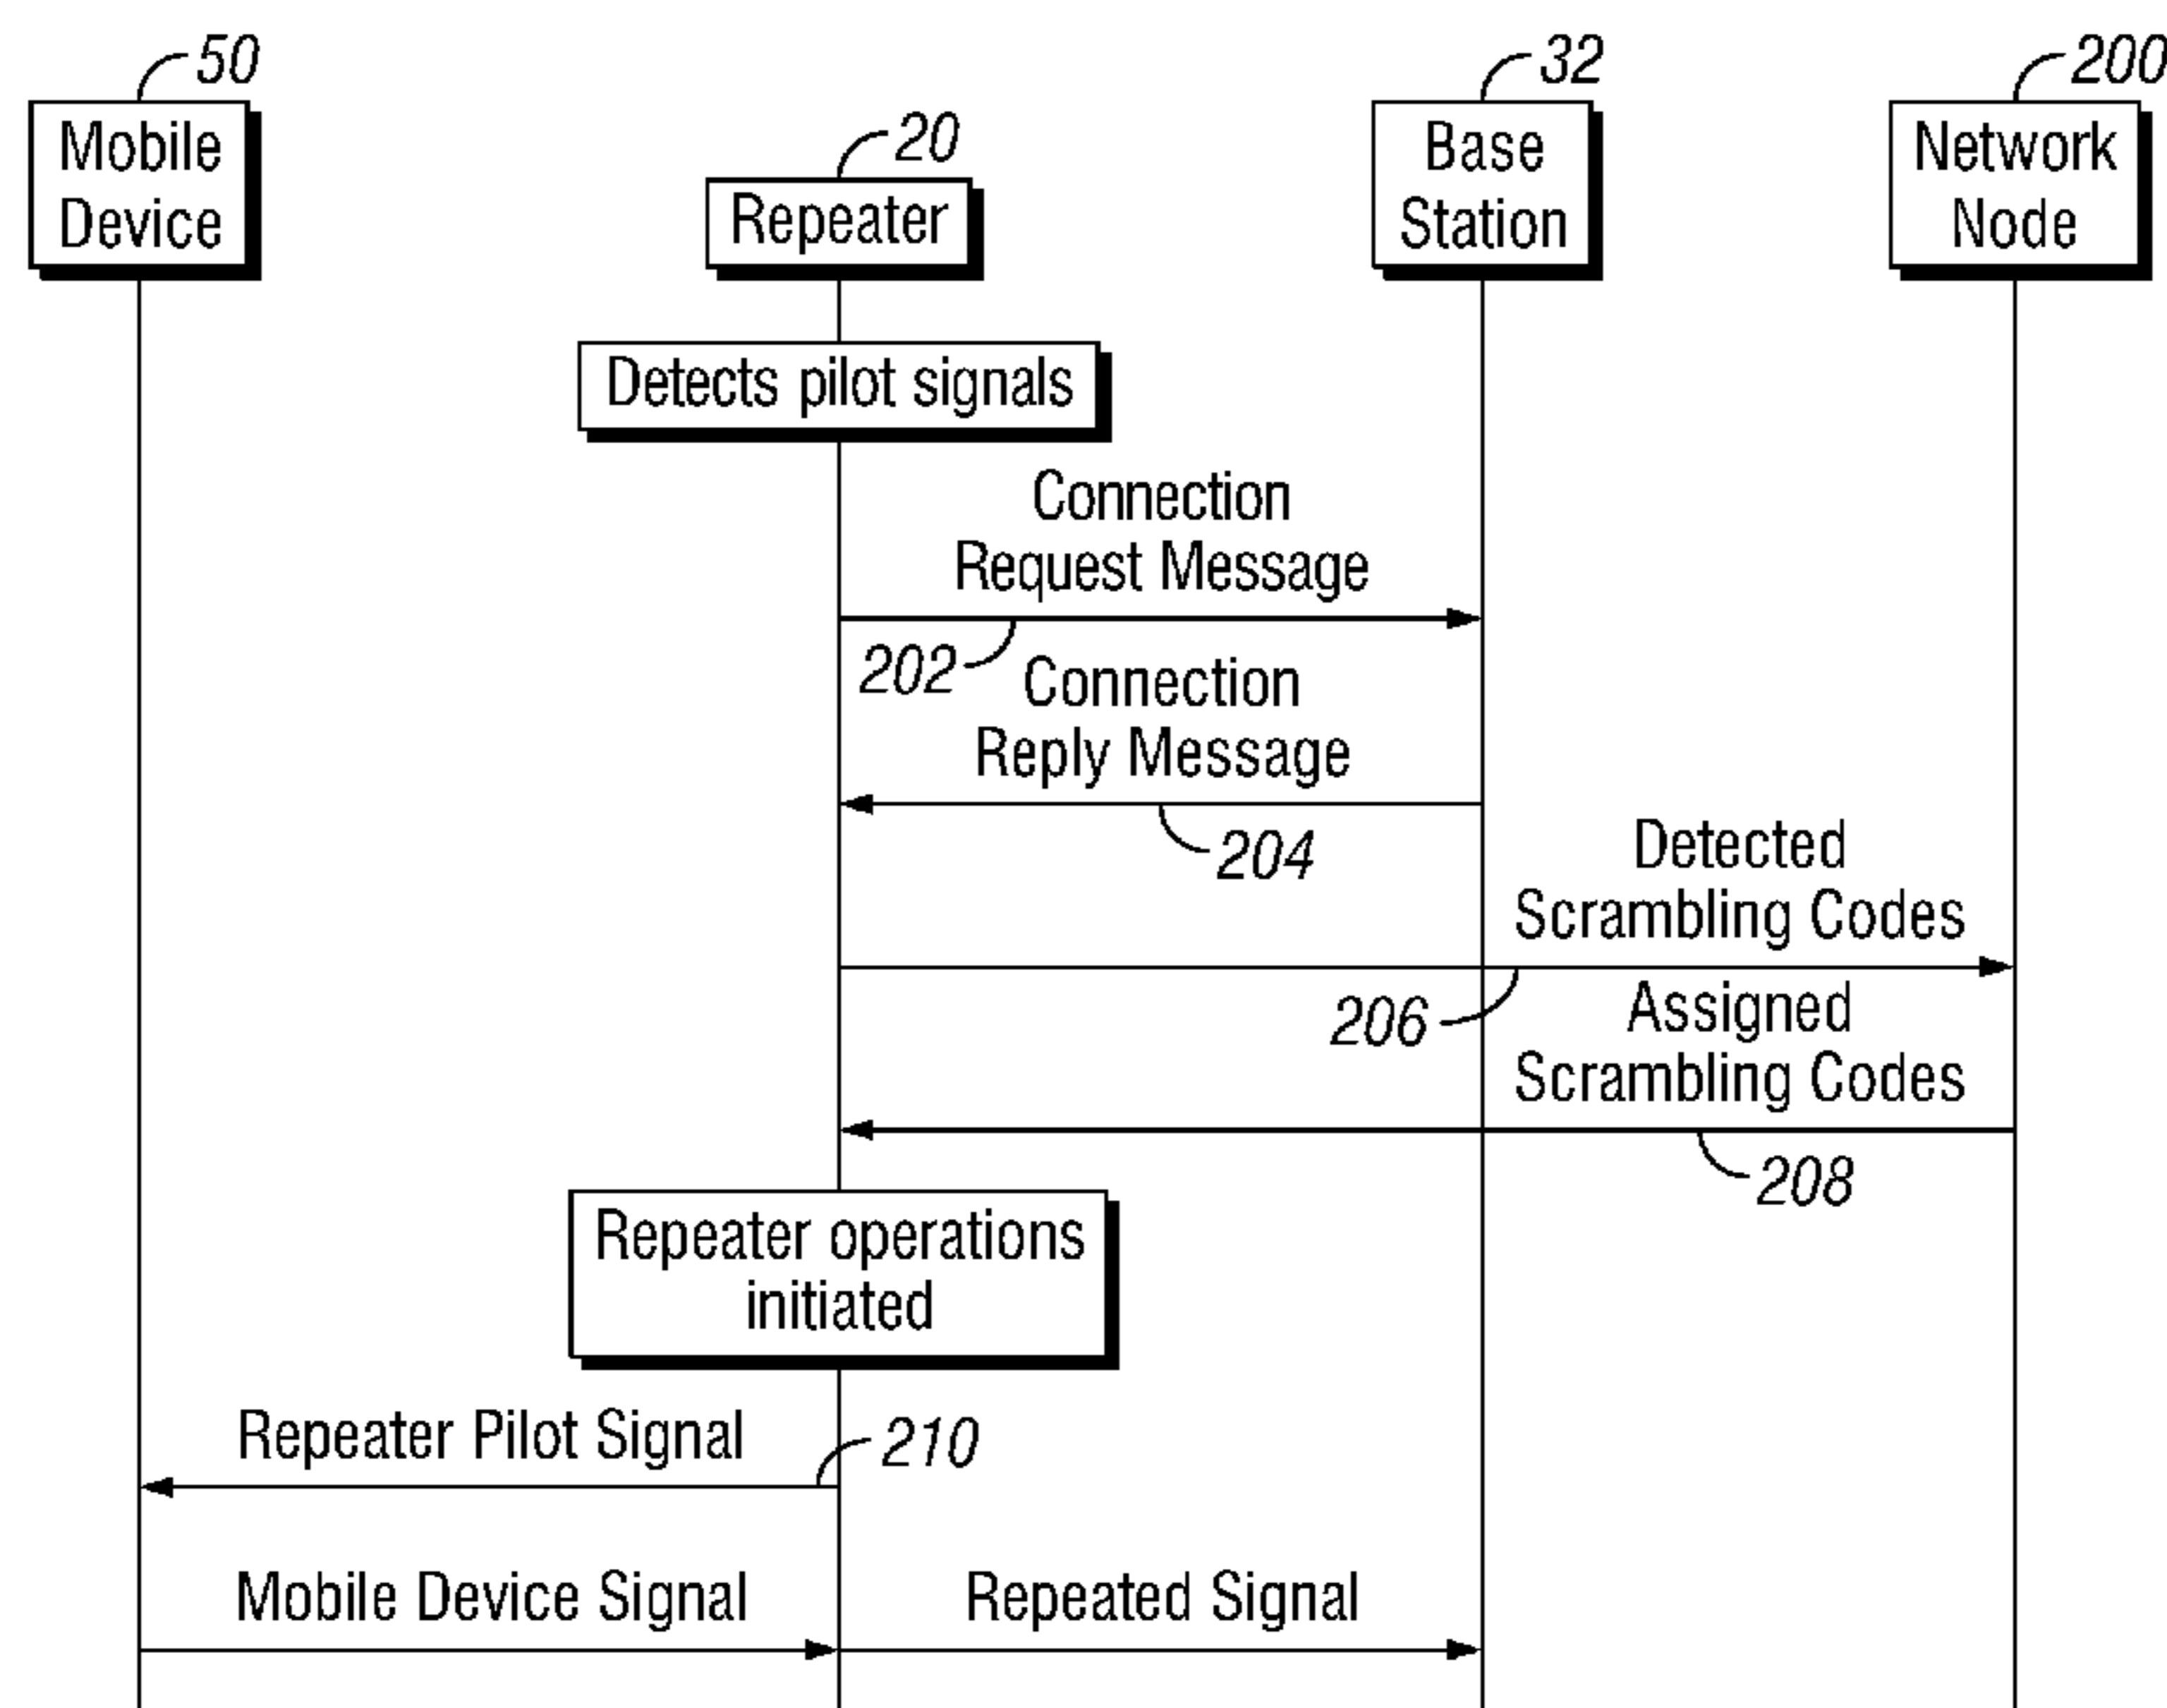 50
20
32
200
Mobile
Device
Repeater
Base
Station
Network
Node
Detects pilot signals
Connection
Request Message
202
Connection
Reply Message
204
Detected
Scrambling Codes
206
Assigned
Scrambling Codes
208
Repeater operations
initiated
Repeater Pilot Signal
210
Mobile Device Signal
Repeated Signal